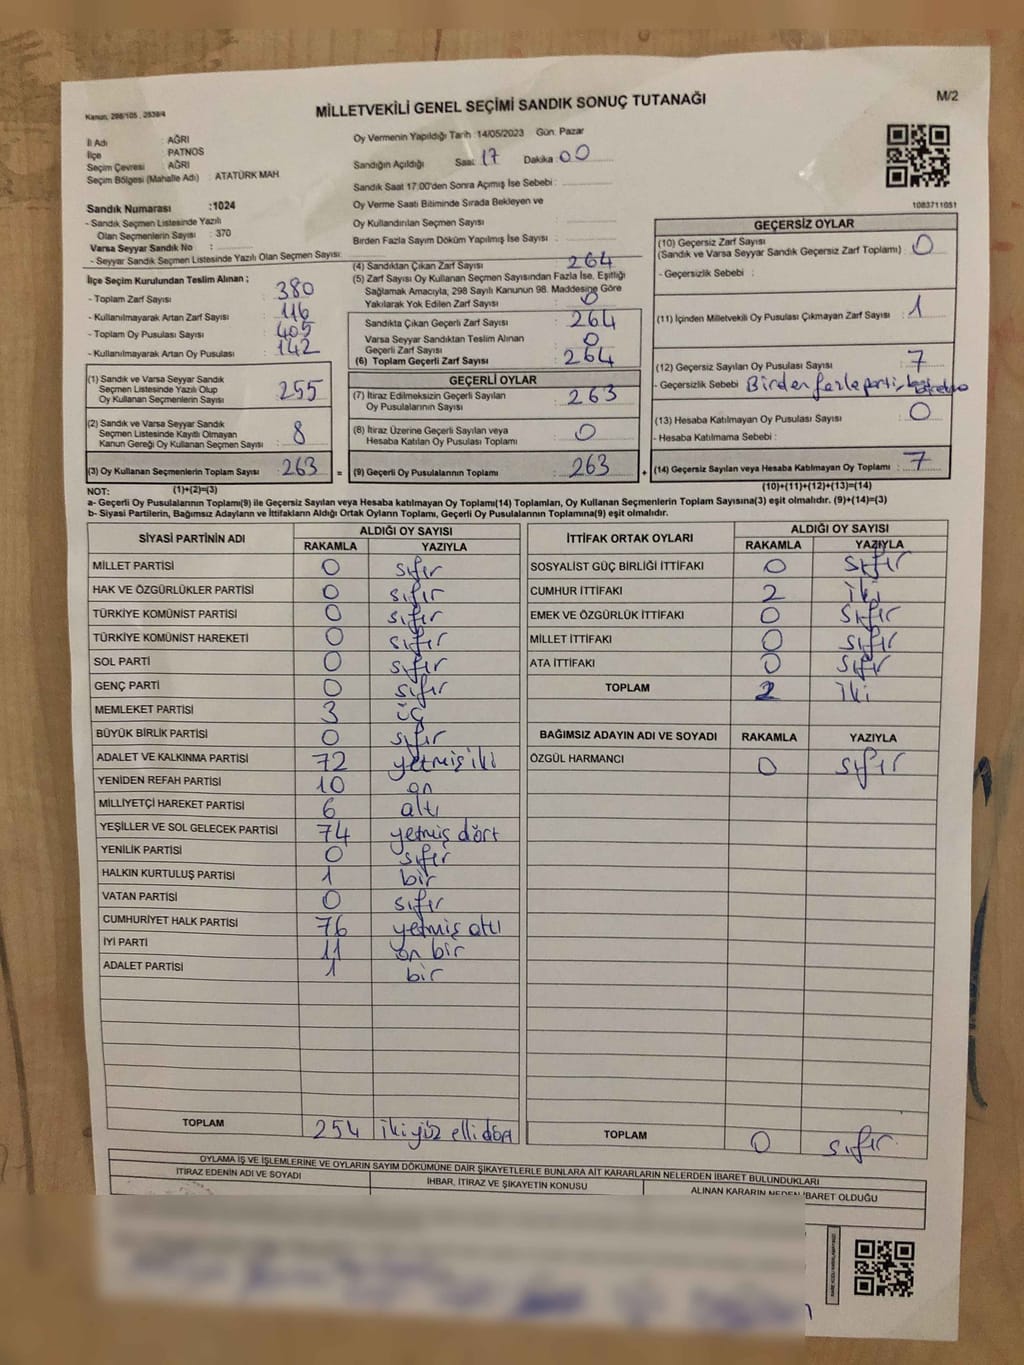 Kanun, 298/105 , 2839/4
MİLLETVEKİLİ GENEL SEÇİMİ SANDIK SONUÇ TUTANAĞI
M/2
İl Adı : AĞRI
İlçe : PATNOS
Seçim Çevresi : AĞRI
Seçim Bölgesi (Mahalle Adı) : ATATÜRK MAH
Oy Vermenin Yapıldığı Tarih : 14/05/2023 Gün. Pazar
Sandığın Açıldığı Saat 17 Dakika : 00
Sandık Saat 17:00'den Sonra Açımış İse Sebebi :
Oy Verme Saati Bitiminde Sırada Bekleyen ve
Oy Kullandırılan Seçmen Sayısı :
Birden Fazla Sayım Döküm Yapılmış İse Sayısı :
1083711051
Sandık Numarası :1024
- Sandık Seçmen Listesinde Yazılı
Olan Seçmenlerin Sayısı : 370
Varsa Seyyar Sandık No :
- Seyyar Sandık Seçmen Listesinde Yazılı Olan Seçmen Sayısı:
İlçe Seçim Kurulundan Teslim Alınan ;
- Toplam Zarf Sayısı : 380
- Kullanılmayarak Artan Zarf Sayısı : 116
- Toplam Oy Pusulası Sayısı : 405
- Kullanılmayarak Artan Oy Pusulası : 142
(1) Sandık ve Varsa Seyyar Sandık
Seçmen Listesinde Yazılı Olup
Oy Kullanan Seçmenlerin Sayısı : 255
(2) Sandık ve Varsa Seyyar Sandık
Seçmen Listesinde Kayıtlı Olmayan
Kanun Gereği Oy Kullanan Seçmen Sayısı : 8
(3) Oy Kullanan Seçmenlerin Toplam Sayısı : 263 =
(4) Sandıktan Çıkan Zarf Sayısı : 264
(5) Zarf Sayısı Oy Kullanan Seçmen Sayısından Fazla İse, Eşitliği
Sağlamak Amacıyla, 298 Sayılı Kanunun 98. Maddesine Göre
Yakılarak Yok Edilen Zarf Sayısı : 0
Sandıkta Çıkan Geçerli Zarf Sayısı : 264
Varsa Seyyar Sandıktan Teslim Alınan
Geçerli Zarf Sayısı : 0
(6) Toplam Geçerli Zarf Sayısı : 264
GEÇERLİ OYLAR
(7) İtiraz Edilmeksizin Geçerli Sayılan
Oy Pusulalarının Sayısı : 263
(8) İtiraz Üzerine Geçerli Sayılan veya
Hesaba Katılan Oy Pusulası Toplamı : 0
(9) Geçerli Oy Pusulalarının Toplamı : 263 +
GEÇERSİZ OYLAR
(10) Geçersiz Zarf Sayısı
(Sandık ve Varsa Seyyar Sandık Geçersiz Zarf Toplamı) : 0
- Geçersizlik Sebebi :
(11) İçinden Milletvekili Oy Pusulası Çıkmayan Zarf Sayısı : 1
(12) Geçersiz Sayılan Oy Pusulası Sayısı : 7
- Geçersizlik Sebebi : Birden fazla parti
(13) Hesaba Katılmayan Oy Pusulası Sayısı : 0
- Hesaba Katılmama Sebebi :
(14) Geçersiz Sayılan veya Hesaba Katılmayan Oy Toplamı : 7
NOT: (1)+(2)=(3)
(10)+(11)+(12)+(13)=(14)
a- Geçerli Oy Pusulalarının Toplamı(9) ile Geçersiz Sayılan veya Hesaba katılmayan Oy Toplamı(14) Toplamları, Oy Kullanan Seçmenlerin Toplam Sayısına(3) eşit olmalıdır. (9)+(14)=(3)
b- Siyasi Partilerin, Bağımsız Adayların ve İttifakların Aldığı Ortak Oyların Toplamı, Geçerli Oy Pusulalarının Toplamına(9) eşit olmalıdır.
SİYASİ PARTİNİN ADI ALDIĞI OY SAYISI
RAKAMLA YAZIYLA
MİLLET PARTİSİ 0 sıfır
HAK VE ÖZGÜRLÜKLER PARTİSİ 0 sıfır
TÜRKİYE KOMÜNİST PARTİSİ 0 sıfır
TÜRKİYE KOMÜNİST HAREKETİ 0 sıfır
SOL PARTİ 0 sıfır
GENÇ PARTİ 0 sıfır
MEMLEKET PARTİSİ 3 üç
BÜYÜK BİRLİK PARTİSİ 0 sıfır
ADALET VE KALKINMA PARTİSİ 72 yetmiş iki
YENİDEN REFAH PARTİSİ 10 on
MİLLİYETÇİ HAREKET PARTİSİ 6 altı
YEŞİLLER VE SOL GELECEK PARTİSİ 74 yetmiş dört
YENİLİK PARTİSİ 0 sıfır
HALKIN KURTULUŞ PARTİSİ 1 bir
VATAN PARTİSİ 0 sıfır
CUMHURİYET HALK PARTİSİ 76 yetmiş altı
İYİ PARTİ 11 on bir
ADALET PARTİSİ 1 bir
TOPLAM 254 iki yüz elli dört
İTTİFAK ORTAK OYLARI ALDIĞI OY SAYISI
RAKAMLA YAZIYLA
SOSYALİST GÜÇ BİRLİĞİ İTTİFAKI 0 sıfır
CUMHUR İTTİFAKI 2 iki
EMEK VE ÖZGÜRLÜK İTTİFAKI 0 sıfır
MİLLET İTTİFAKI 0 sıfır
ATA İTTİFAKI 0 sıfır
TOPLAM 2 iki
BAĞIMSIZ ADAYIN ADI VE SOYADI RAKAMLA YAZIYLA
ÖZGÜL HARMANCI 0 sıfır
TOPLAM 0 sıfır
OYLAMA İŞ VE İŞLEMLERİNE VE OYLARIN SAYIM DÖKÜMÜNE DAİR ŞİKAYETLERLE BUNLARA AİT KARARLARIN NELERDEN İBARET BULUNDUKLARI
İTİRAZ EDENİN ADI VE SOYADI İHBAR, İTİRAZ VE ŞİKAYETİN KONUSU ALINAN KARARIN NEDEN İBARET OLDUĞU